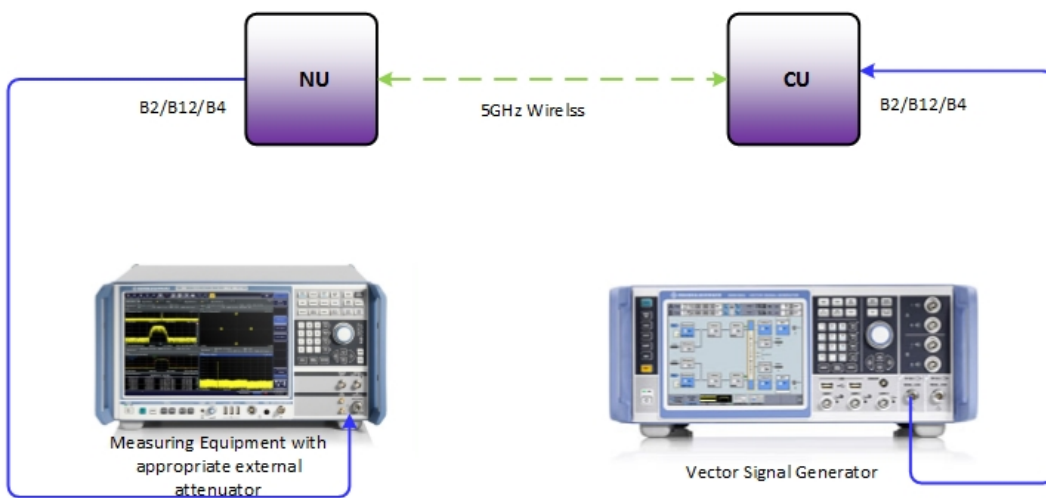 NU
CU
B2/B12/B4
5GHz Wirelss
B2/B12/B4
Measuring Equipment with
appropriate external
attenuator
Vector Signal Generator